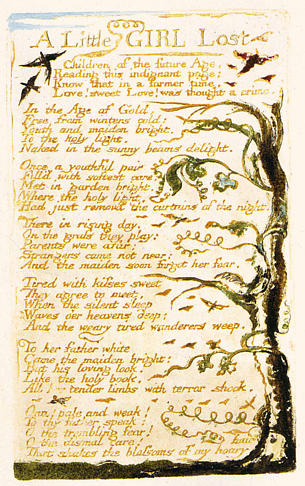 A Little GIRL Lost
Children of the future Age,
Reading this indignant page:
Know that in a former time,
Love! sweet Love! was thought a crime.
In the Age of Gold,
Free from winters cold:
Youth and maiden bright,
To the holy light,
Naked in the sunny beams delight.
Once a youthful pair
Fill'd with softest care:
Met in garden bright,
Where the holy light,
Had just removd the curtains of the night.
There in rising day,
On the grass they play:
Parents were afar:
Strangers came not near:
And the maiden soon forgot her fear.
Tired with kisses sweet
They agree to meet,
When the silent sleep
Waves o'er heavens deep;
And the weary tired wanderers weep.
To her father white
Came the maiden bright:
But his loving look,
Like the holy book,
All her tender limbs with terror shook.
Ona! pale and weak!
To thy father speak:
O the trembling fear!
O the dismal care!
That shakes the blossoms of my hoary hair